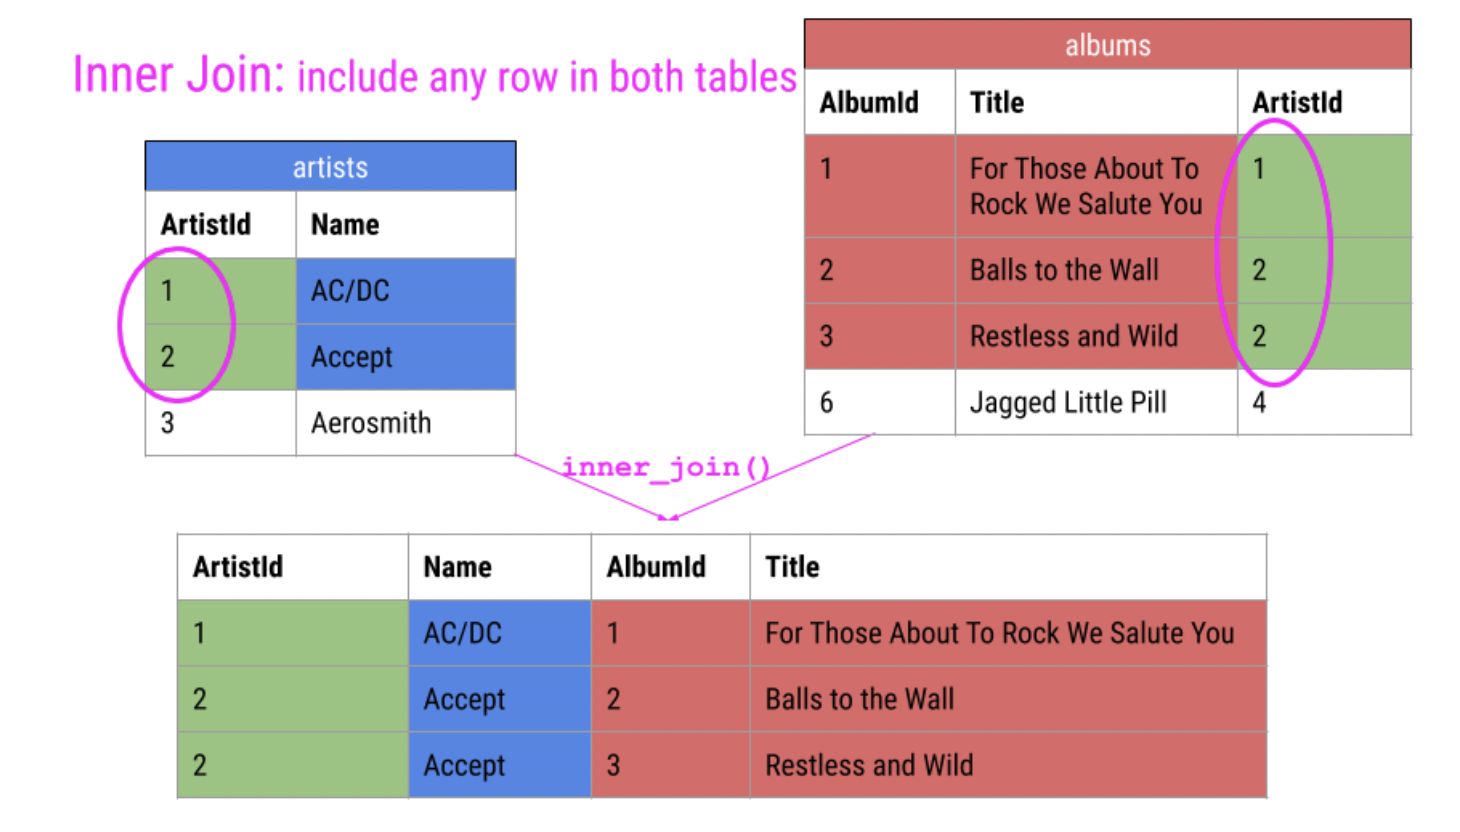 Inner Join: include any row in both tables
artists
ArtistId Name
1 AC/DC
2 Accept
3 Aerosmith
albums
AlbumId Title ArtistId
1 For Those About To 1
Rock We Salute You
2 Balls to the Wall 2
3 Restless and Wild 2
6 Jagged Little Pill 4
inner_join()
ArtistId Name AlbumId Title
1 AC/DC 1 For Those About To Rock We Salute You
2 Accept 2 Balls to the Wall
2 Accept 3 Restless and Wild